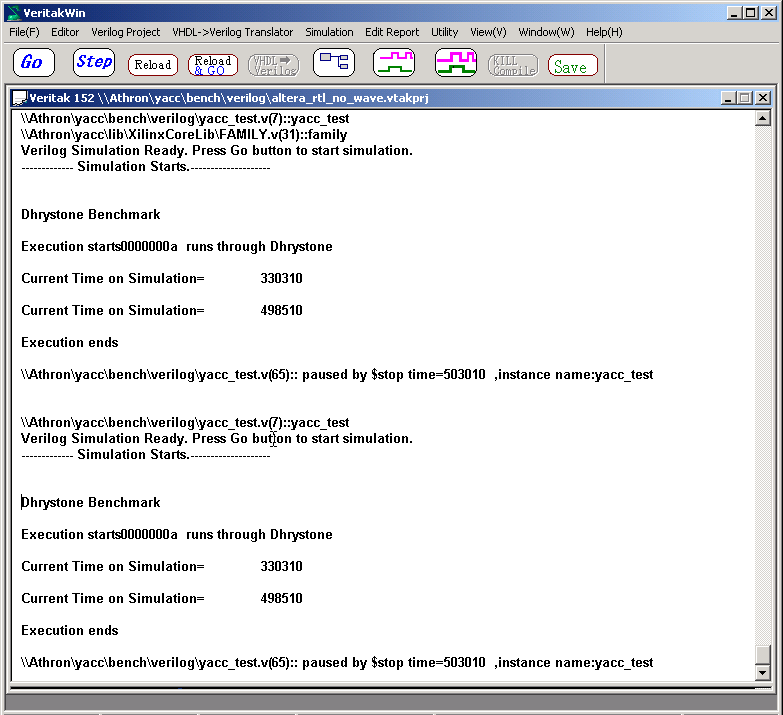 VeritakWin
File(F) Editor Verilog Project VHDL->Verilog Translator Simulation Edit Report Utility View(V) Window(W) Help(H)
Go Step Reload Reload & GO VHDL Verilog KILL Compile Save
Veritak 152 \\Athron\yacc\bench\verilog\altera_rtl_no_wave.vtakprj
\\Athron\yacc\bench\verilog\yacc_test.v(7)::yacc_test
\\Athron\yacc\lib\XilinxCoreLib\FAMILY.v(31)::family
Verilog Simulation Ready. Press Go button to start simulation.
------------- Simulation Starts.--------------------
Dhrystone Benchmark
Execution starts0000000a  runs through Dhrystone
Current Time on Simulation= 330310
Current Time on Simulation= 498510
Execution ends
\\Athron\yacc\bench\verilog\yacc_test.v(65):: paused by $stop time=503010  ,instance name:yacc_test
\\Athron\yacc\bench\verilog\yacc_test.v(7)::yacc_test
Verilog Simulation Ready. Press Go button to start simulation.
------------- Simulation Starts.--------------------
Dhrystone Benchmark
Execution starts0000000a  runs through Dhrystone
Current Time on Simulation= 330310
Current Time on Simulation= 498510
Execution ends
\\Athron\yacc\bench\verilog\yacc_test.v(65):: paused by $stop time=503010  ,instance name:yacc_test